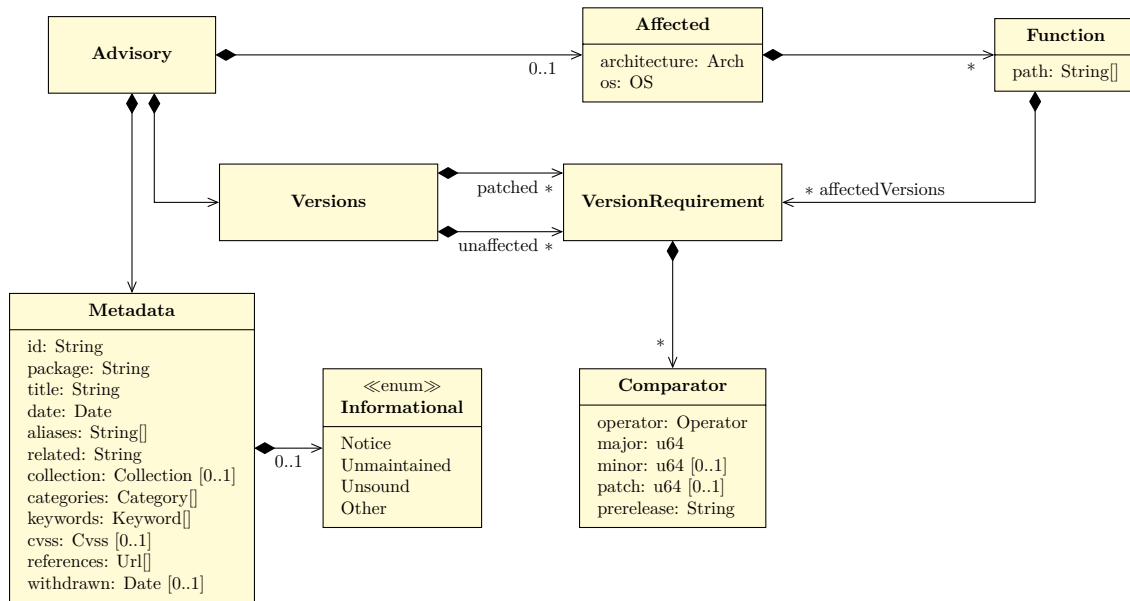 Advisory
0..1
Affected
architecture: Arch
os: OS
*
Function
path: String[]
Versions
patched *
unaffected *
VersionRequirement
* affectedVersions
*
Metadata
id: String
package: String
title: String
date: Date
aliases: String[]
related: String
collection: Collection [0..1]
categories: Category[]
keywords: Keyword[]
cvss: Cvss [0..1]
references: Url[]
withdrawn: Date [0..1]
0..1
≪enum≫
Informational
Notice
Unmaintained
Unsound
Other
Comparator
operator: Operator
major: u64
minor: u64 [0..1]
patch: u64 [0..1]
prerelease: String